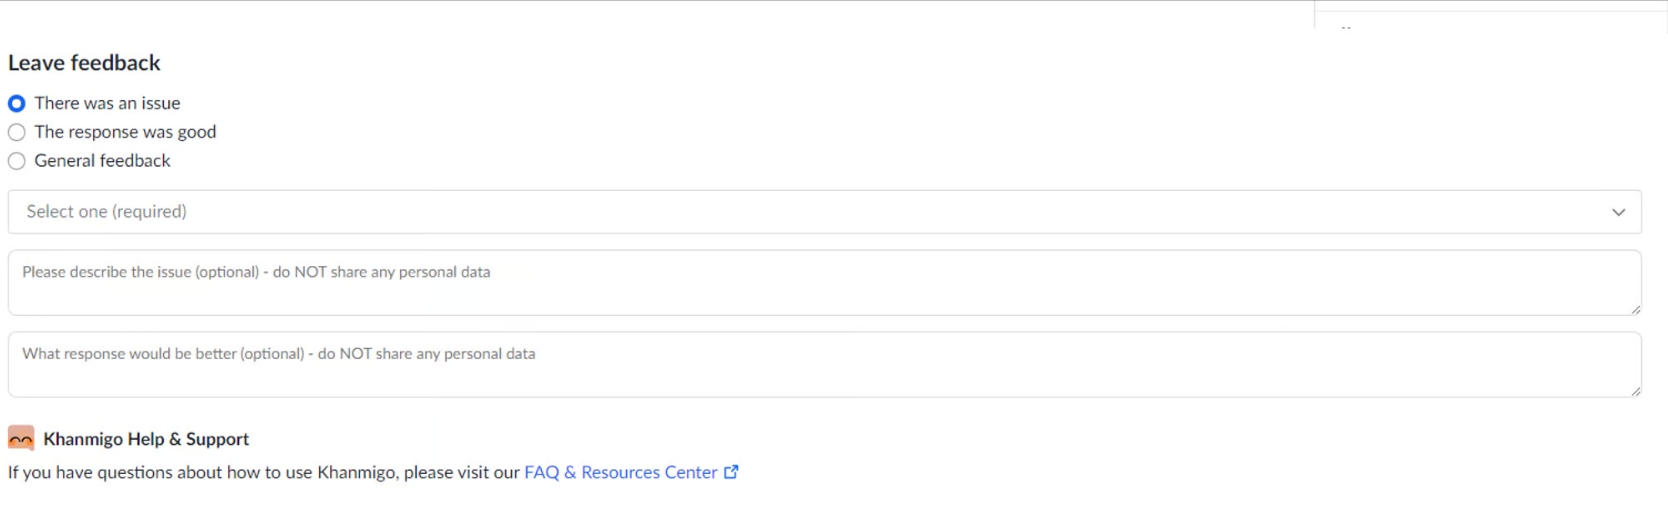 Leave feedback
There was an issue
The response was good
General feedback
Select one (required)
Please describe the issue (optional) - do NOT share any personal data
What response would be better (optional) - do NOT share any personal data
Khanmigo Help & Support
If you have questions about how to use Khanmigo, please visit our FAQ & Resources Center